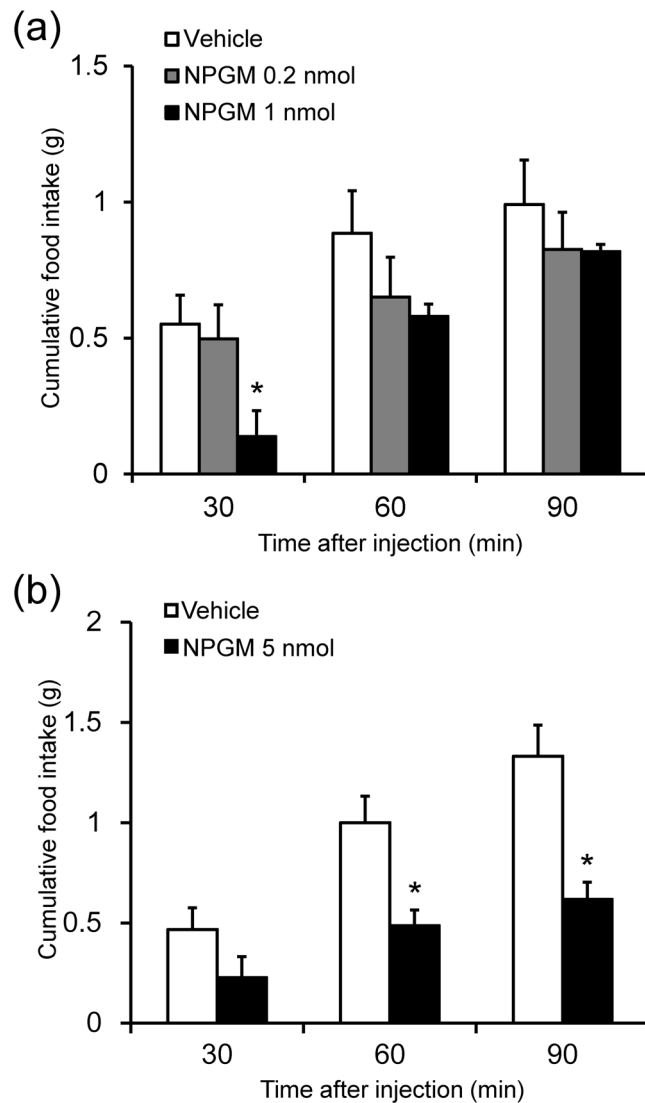 (a)
Vehicle
NPGM 0.2 nmol
NPGM 1 nmol
Cumulative food intake (g)
1.5
1
0.5
0
*
30 60 90
Time after injection (min)
(b)
Vehicle
NPGM 5 nmol
Cumulative food intake (g)
2
1.5
1
0.5
0
*
*
30 60 90
Time after injection (min)